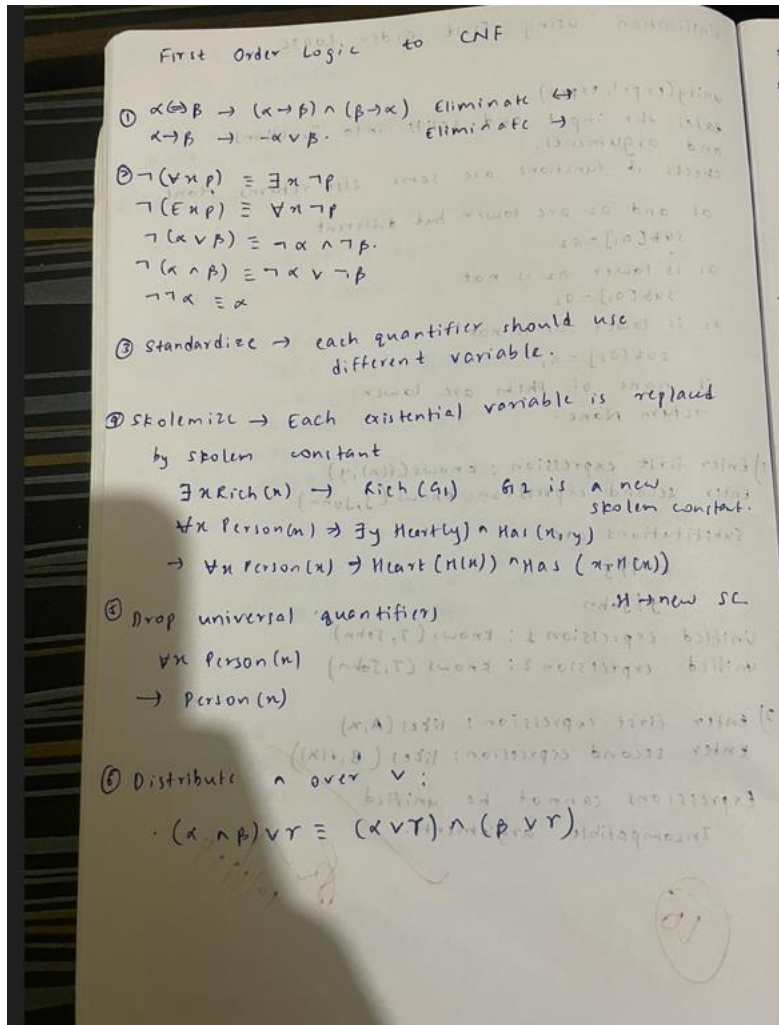 First Order Logic to CNF
① α⇔β → (α→β) ∧ (β→α) Eliminate ↔
α→β → ¬α ∨ β. Eliminate →
② ¬(∀x p) ≡ ∃x ¬p
¬(Exp) ≡ ∀x ¬p
¬(α ∨ β) ≡ ¬α ∧ ¬β.
¬(α ∧ β) ≡ ¬α ∨ ¬β
¬¬α ≡ α
③ Standardize → each quantifier should use
different variable.
④ Skolemize → Each existential variable is replaced
by skolem constant
∃x Rich(x) → Rich(G1) G1 is a new
skolem constant.
∀x Person(x) ⇒ ∃y Heart(y) ∧ Has(x, y)
→ ∀x Person(x) ⇒ Heart(H(x)) ∧ Has (x, H(x))
H → new SC
⑤ Drop universal quantifiers
∀x Person(x)
→ Person(x)
⑥ Distribute ∧ over ∨ :
(α ∧ β) ∨ γ ≡ (α ∨ γ) ∧ (β ∨ γ)